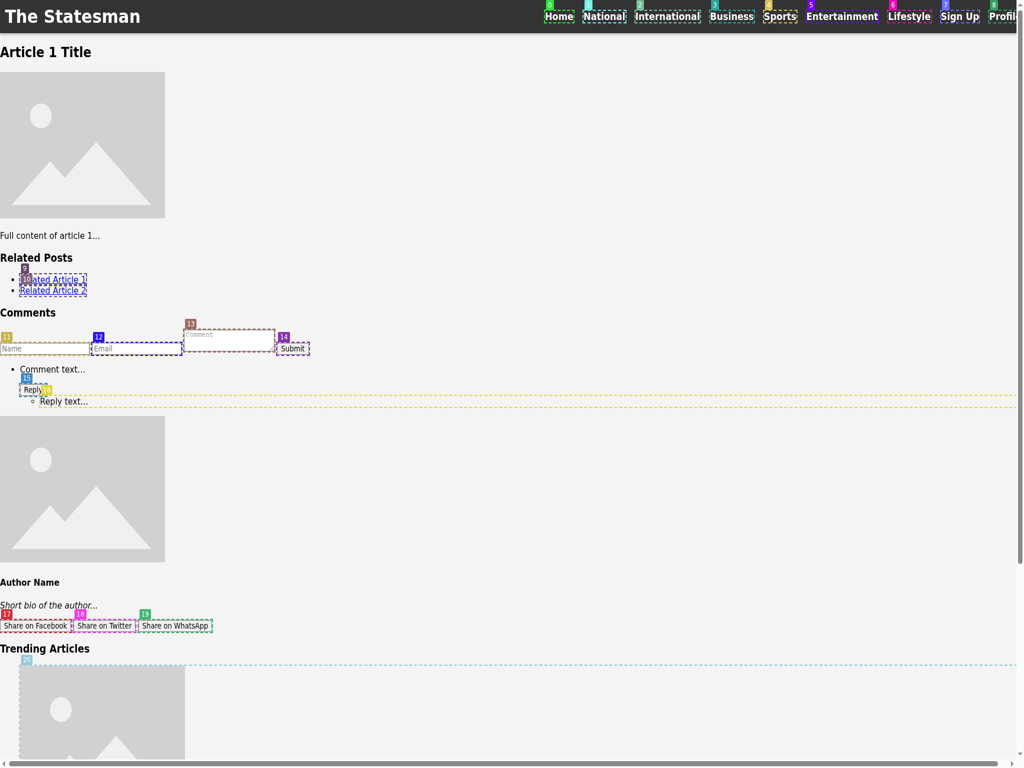 The Statesman
0 1 2 3 4 5 6 7 8
Home National International Business Sports Entertainment Lifestyle Sign Up Profil
Article 1 Title
Full content of article 1...
Related Posts
9
10 ated Article 1
Related Article 2
Comments
11 12 13 14
Name Email Comment Submit
Comment text...
15
Reply
Reply text...
Author Name
Short bio of the author...
17 18 19
Share on Facebook Share on Twitter Share on WhatsApp
Trending Articles
20